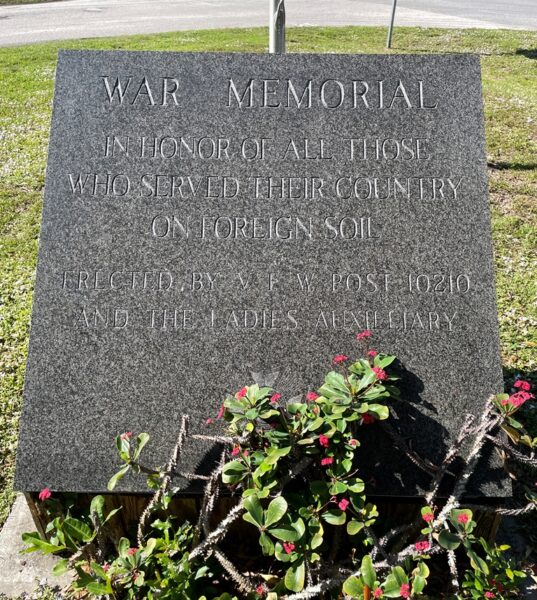 WAR MEMORIAL
IN HONOR OF ALL THOSE
WHO SERVED THEIR COUNTRY
ON FOREIGN SOIL
ERECTED BY V F W POST 10210
AND THE LADIES AUXILIARY